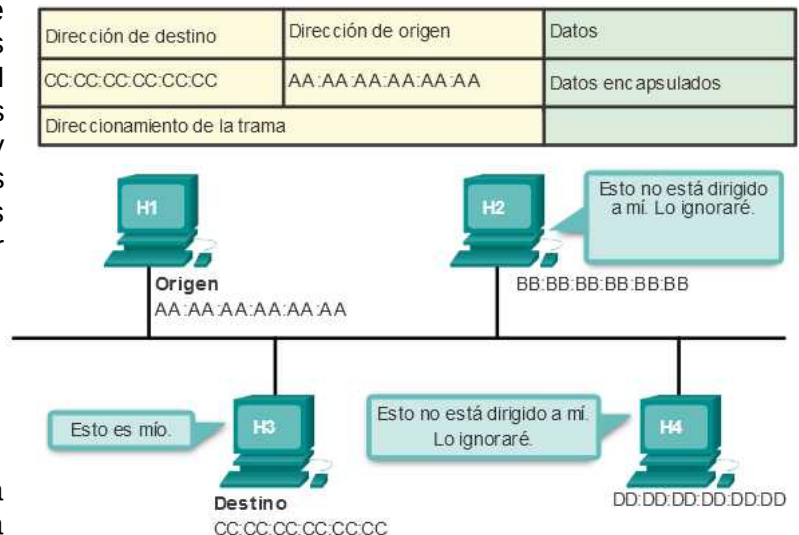 Dirección de destino
Dirección de origen
Datos
CC:CC:CC:CC:CC:CC
AA:AA:AA:AA:AA:AA
Datos encapsulados
Direccionamiento de la trama
H1
H2
Esto no está dirigido
a mí. Lo ignoraré.
Origen
AA:AA:AA:AA:AA:AA
BB:BB:BB:BB:BB:BB
Esto es mío.
H3
Esto no está dirigido a mí.
Lo ignoraré.
H4
Destino
CC:CC:CC:CC:CC:CC
DD:DD:DD:DD:DD:DD